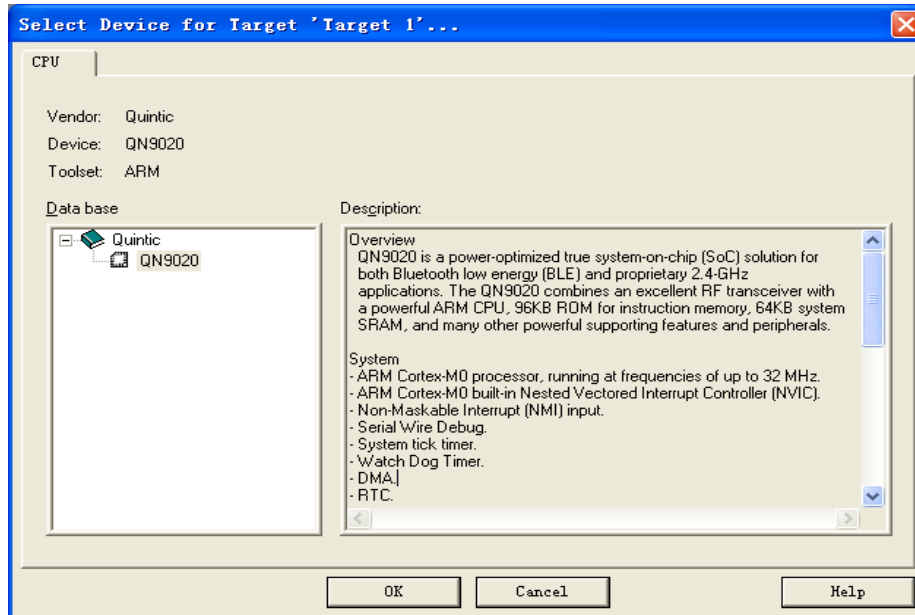 Select Device for Target 'Target 1'...
CPU
Vendor: Quintic
Device: QN9020
Toolset: ARM
Data base
Description:
Quintic
QN9020
Overview
QN9020 is a power-optimized true system-on-chip (SoC) solution for
both Bluetooth low energy (BLE) and proprietary 2.4-GHz
applications. The QN9020 combines an excellent RF transceiver with
a powerful ARM CPU, 96KB ROM for instruction memory, 64KB system
SRAM, and many other powerful supporting features and peripherals.
System
- ARM Cortex-M0 processor, running at frequencies of up to 32 MHz.
- ARM Cortex-M0 built-in Nested Vectored Interrupt Controller (NVIC).
- Non-Maskable Interrupt (NMI) input.
- Serial Wire Debug.
- System tick timer.
- Watch Dog Timer.
- DMA.
- RTC.
OK
Cancel
Help